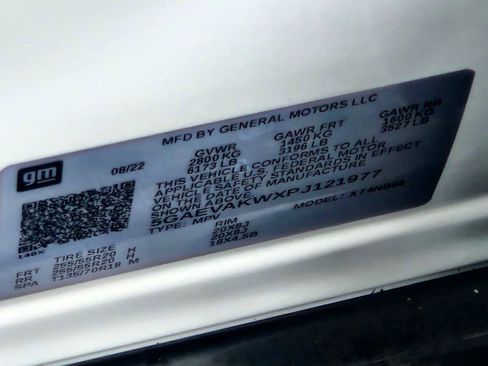 MFD BY GENERAL MOTORS LLC
gm
08/22
GVWR GAWR FRT GAWR RR
2800 KG 1450 KG 1600 KG
6173 LB 3196 LB 3527 LB
THIS VEHICLE CONFORMS TO ALL
APPLICABLE U.S. FEDERAL MOTOR
VEHICLE SAFETY STANDARDS IN EFFECT
ON THE DATE OF MANUFACTURE
SHOWN ABOVE.
5GAEVAKWXPJ121977
TYPE: MPV MODEL:
TIRE SIZE RIM
FRT 255/55R20 H 20X8J
RR 255/55R20 H 20X8J
SPA T135/70R18 M 18X4.5B